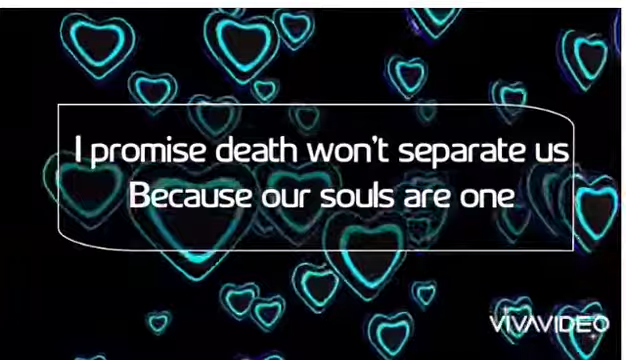 I promise death won't separate us
Because our souls are one
VIVAVIDEO